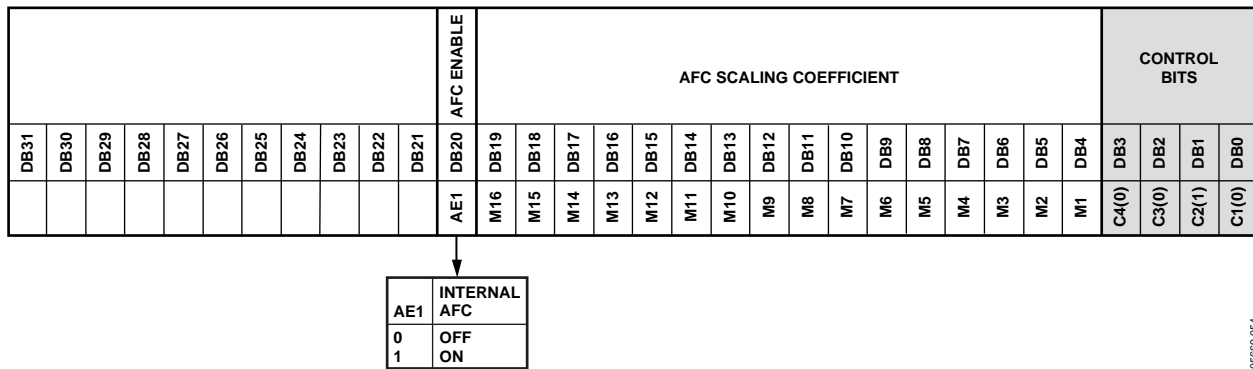 AFC ENABLE
AFC SCALING COEFFICIENT
CONTROL
BITS
DB31 DB30 DB29 DB28 DB27 DB26 DB25 DB24 DB23 DB22 DB21 DB20 DB19 DB18 DB17 DB16 DB15 DB14 DB13 DB12 DB11 DB10 DB9 DB8 DB7 DB6 DB5 DB4 DB3 DB2 DB1 DB0
AE1 M16 M15 M14 M13 M12 M11 M10 M9 M8 M7 M6 M5 M4 M3 M2 M1 C4(0) C3(0) C2(1) C1(0)
INTERNAL
AE1 AFC
0 OFF
1 ON